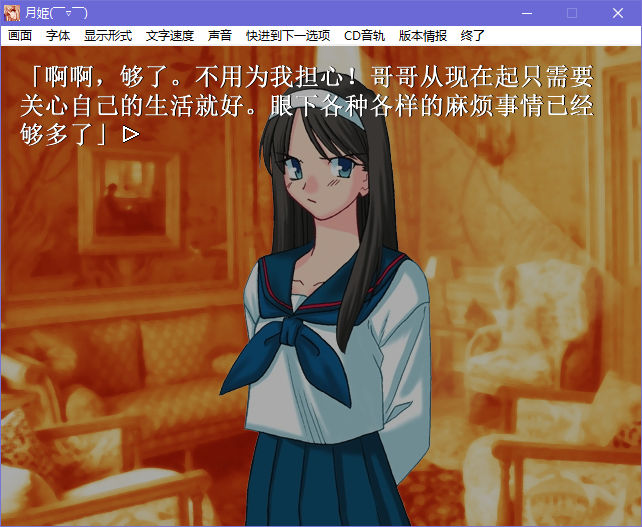 月姫(￣▽￣)
画面 字体 显示形式 文字速度 声音 快进到下一选项 CD音轨 版本情报 终了
「啊啊，够了。不用为我担心！哥哥从现在起只需要
关心自己的生活就好。眼下各种各样的麻烦事情已经
够多了」▷